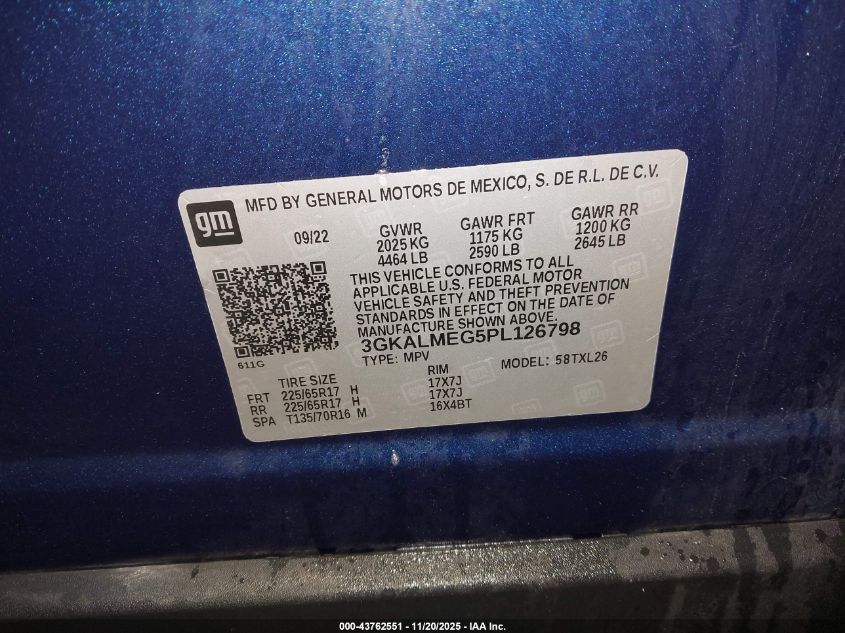 MFD BY GENERAL MOTORS DE MEXICO, S. DE R.L. DE C.V.
gm
09/22 GVWR GAWR FRT GAWR RR
2025 KG 1175 KG 1200 KG
4464 LB 2590 LB 2645 LB
THIS VEHICLE CONFORMS TO ALL
APPLICABLE U.S. FEDERAL MOTOR
VEHICLE SAFETY AND THEFT PREVENTION
STANDARDS IN EFFECT ON THE DATE OF
MANUFACTURE SHOWN ABOVE.
3GKALMEG5PL126798
611G
TYPE: MPV MODEL: 58TXL26
TIRE SIZE RIM
FRT 225/65R17 H 17X7J
RR 225/65R17 H 17X7J
SPA T135/70R16 M 16X4BT
000-43762551 - 11/20/2025 - IAA Inc.